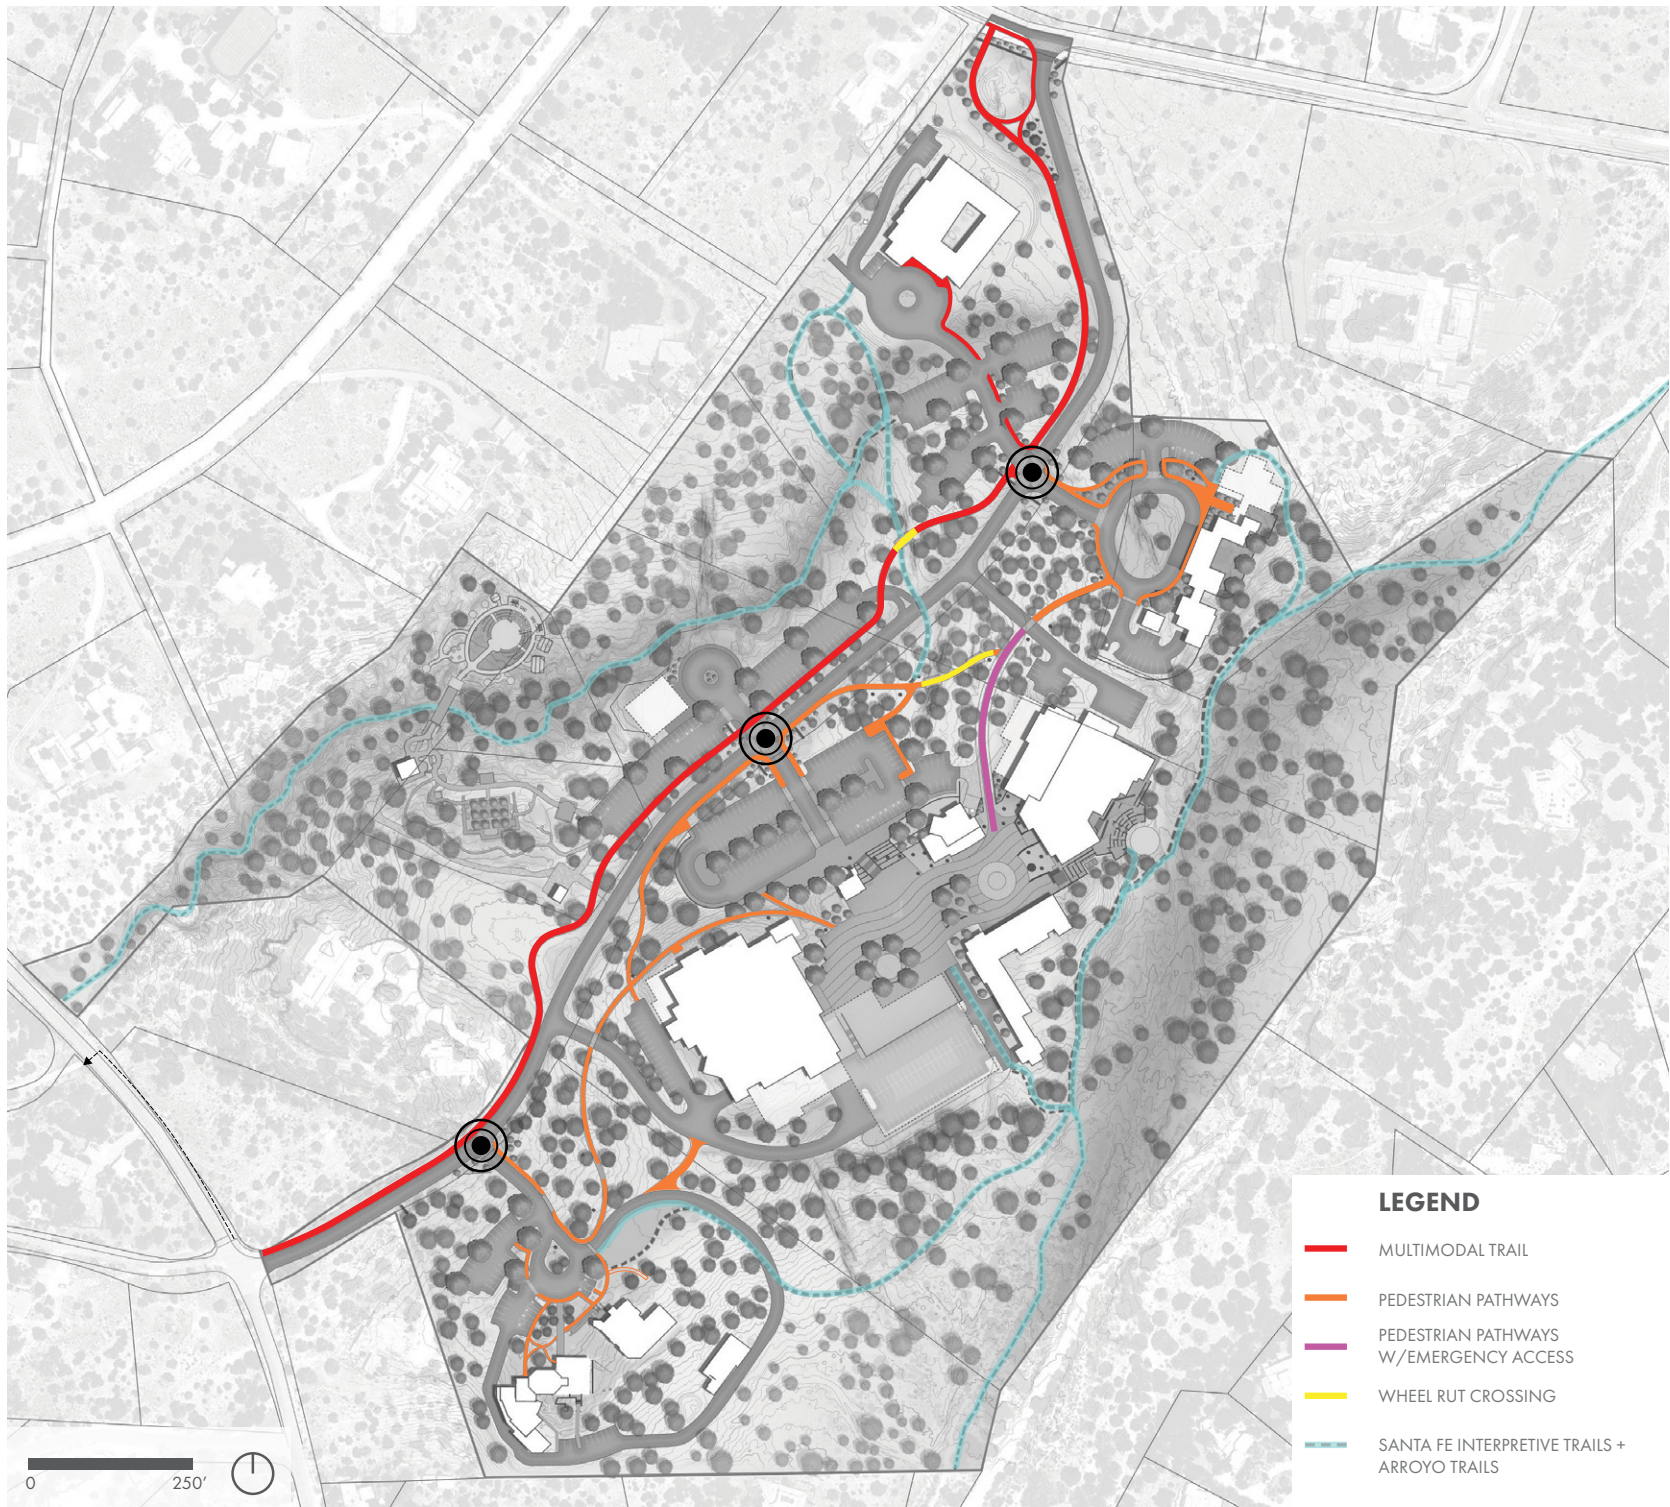 LEGEND
MULTIMODAL TRAIL
PEDESTRIAN PATHWAYS
PEDESTRIAN PATHWAYS
W/EMERGENCY ACCESS
WHEEL RUT CROSSING
SANTA FE INTERPRETIVE TRAILS +
ARROYO TRAILS
0 250’